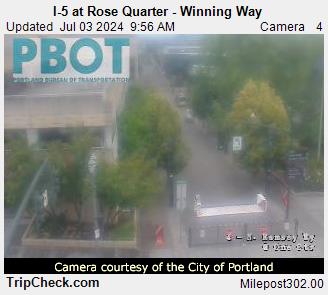 I-5 at Rose Quarter - Winning Way
Updated Jul 03 2024 9:56 AM Camera 4
PBOT
PORTLAND BUREAU OF TRANSPORTATION
Camera courtesy of the City of Portland
TripCheck.com Milepost302.00